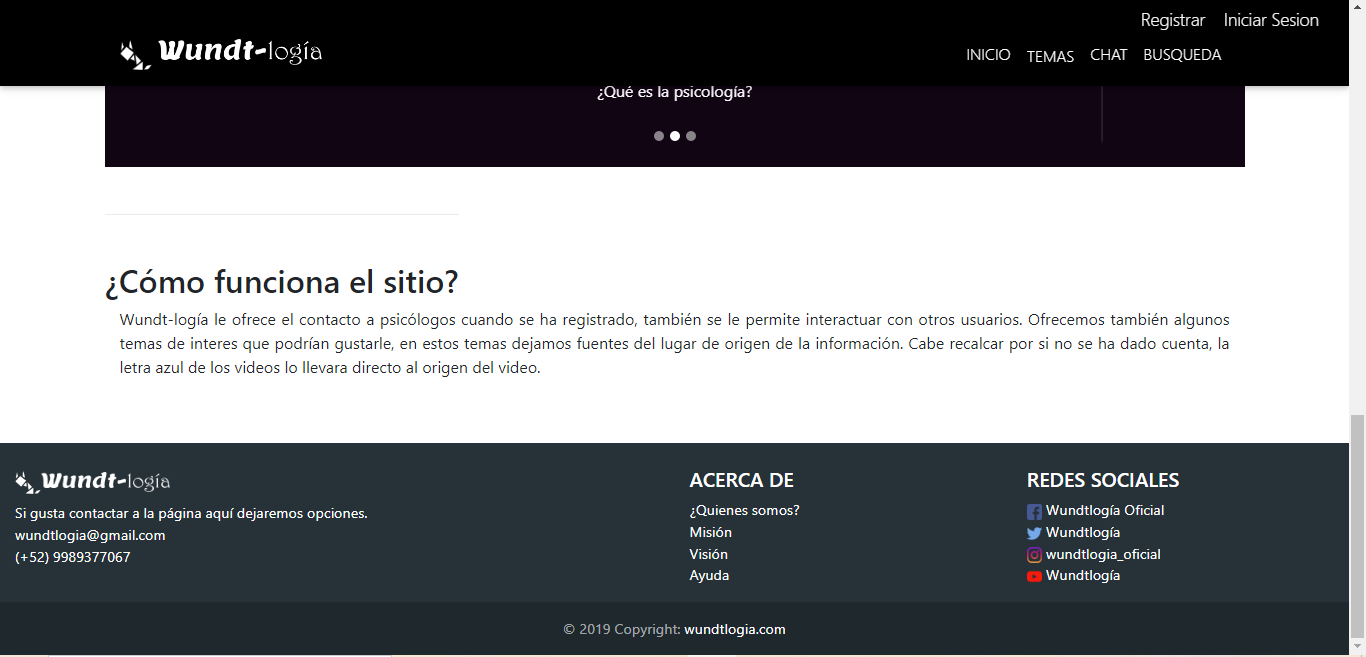 Registrar Iniciar Sesion
Wundt-logía
INICIO TEMAS CHAT BUSQUEDA
¿Qué es la psicología?
¿Cómo funciona el sitio?
Wundt-logía le ofrece el contacto a psicólogos cuando se ha registrado, también se le permite interactuar con otros usuarios. Ofrecemos también algunos
temas de interes que podrían gustarle, en estos temas dejamos fuentes del lugar de origen de la información. Cabe recalcar por si no se ha dado cuenta, la
letra azul de los videos lo llevara directo al origen del video.
Wundt-logía
Si gusta contactar a la página aquí dejaremos opciones.
wundtlogia@gmail.com
(+52) 9989377067
ACERCA DE
¿Quienes somos?
Misión
Visión
Ayuda
REDES SOCIALES
Wundtlogía Oficial
Wundtlogía
wundtlogia_oficial
Wundtlogía
© 2019 Copyright: wundtlogia.com